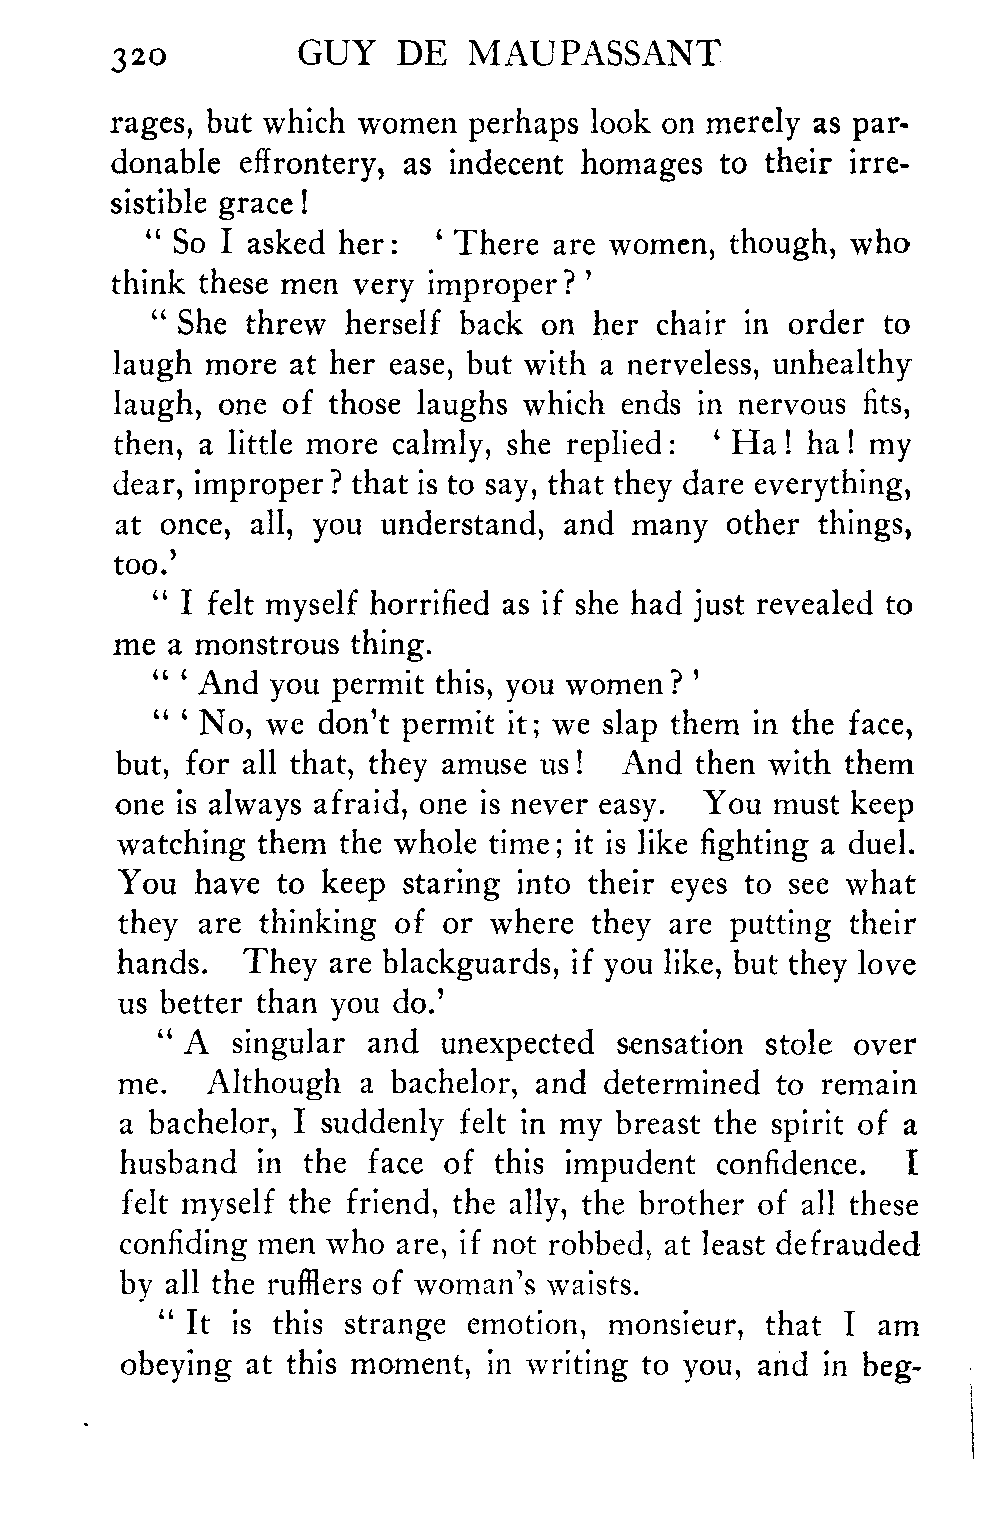 320 GUY DE MAUPASSANT
rages, but which women perhaps look on merely as par-
donable effrontery, as indecent homages to their irre-
sistible grace!
" So I asked her: ' There are women, though, who
think these men very improper? '
" She threw herself back on her chair in order to
laugh more at her ease, but with a nerveless, unhealthy
laugh, one of those laughs which ends in nervous fits,
then, a little more calmly, she replied: ' Ha! ha! my
dear, improper? that is to say, that they dare everything,
at once, all, you understand, and many other things,
too.'
" I felt myself horrified as if she had just revealed to
me a monstrous thing.
" ' And you permit this, you women? '
" ' No, we don't permit it; we slap them in the face,
but, for all that, they amuse us! And then with them
one is always afraid, one is never easy. You must keep
watching them the whole time; it is like fighting a duel.
You have to keep staring into their eyes to see what
they are thinking of or where they are putting their
hands. They are blackguards, if you like, but they love
us better than you do.'
" A singular and unexpected sensation stole over
me. Although a bachelor, and determined to remain
a bachelor, I suddenly felt in my breast the spirit of a
husband in the face of this impudent confidence. I
felt myself the friend, the ally, the brother of all these
confiding men who are, if not robbed, at least defrauded
by all the rufflers of woman's waists.
" It is this strange emotion, monsieur, that I am
obeying at this moment, in writing to you, and in beg-